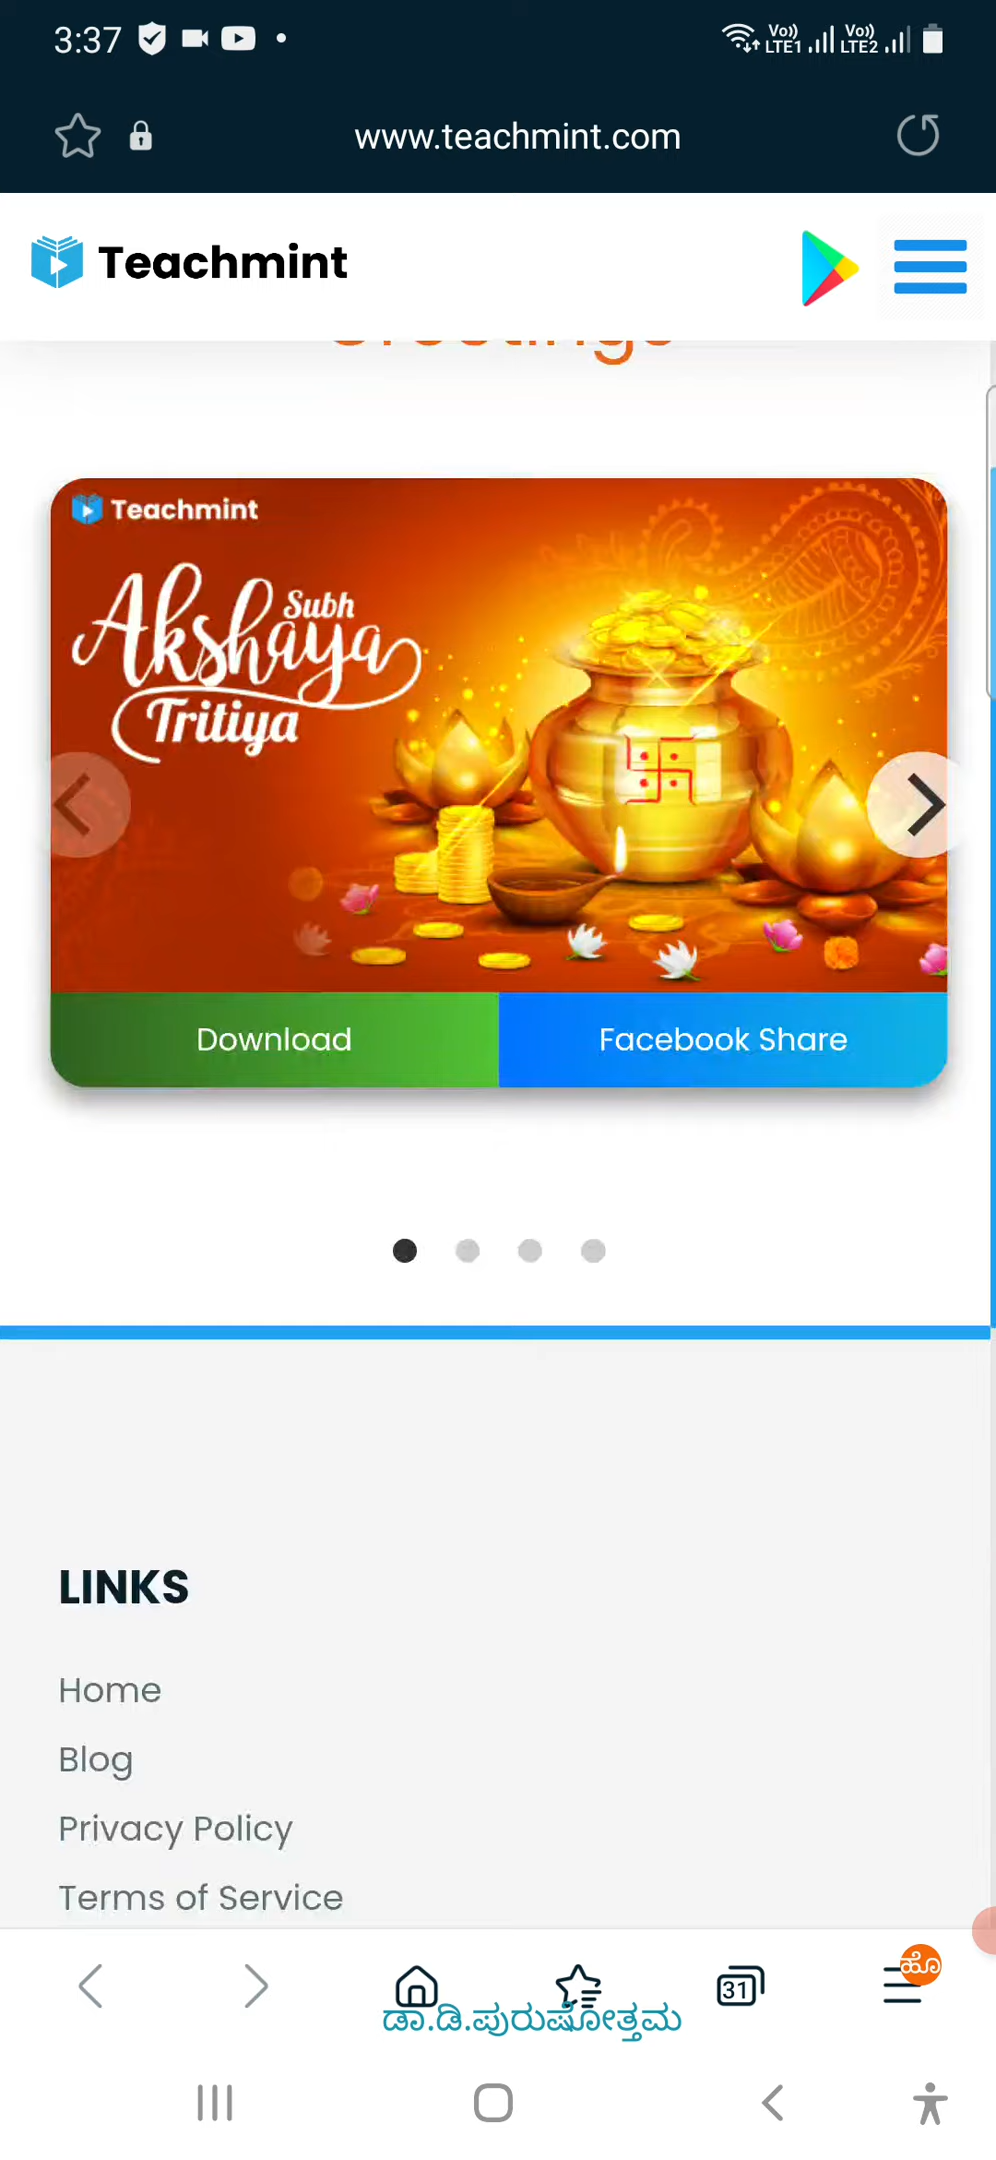 3:37
Vo)) LTE1 Vo)) LTE2
www.teachmint.com
Teachmint
Greetings
Teachmint
Subh
Akshaya
Tritiya
Download Facebook Share
LINKS
Home
Blog
Privacy Policy
Terms of Service
31 ಹೊ
ಡಾ.ಡಿ.ಪುರುಷೋತ್ತಮ